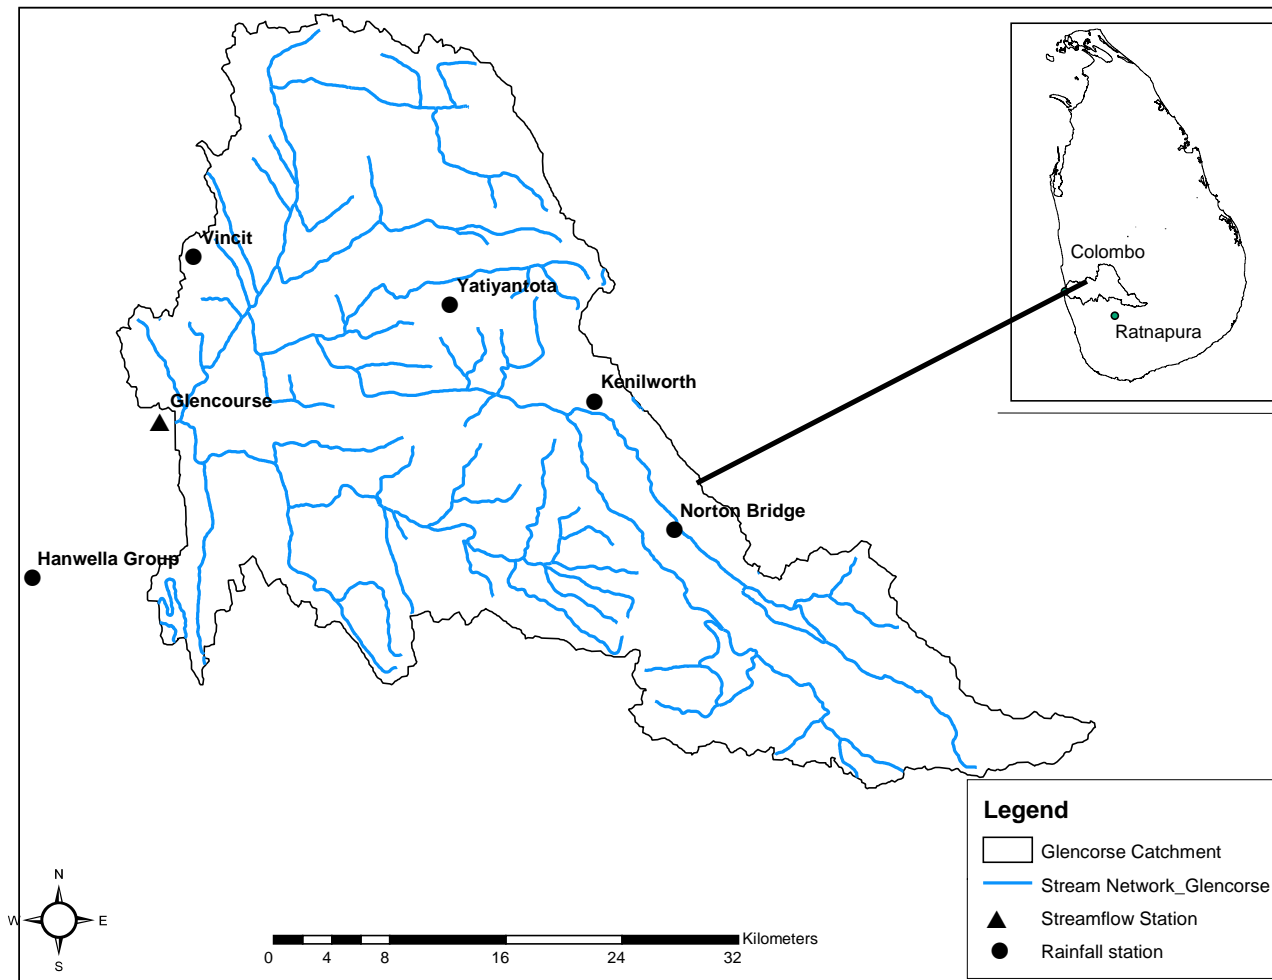 Colombo
Ratnapura
Vincit
Yatiyantota
Kenilworth
Glencourse
Norton Bridge
Hanwella Group
Legend
Glencorse Catchment
Stream Network_Glencorse
Streamflow Station
Rainfall station
N
W E
S
Kilometers
0 4 8 16 24 32